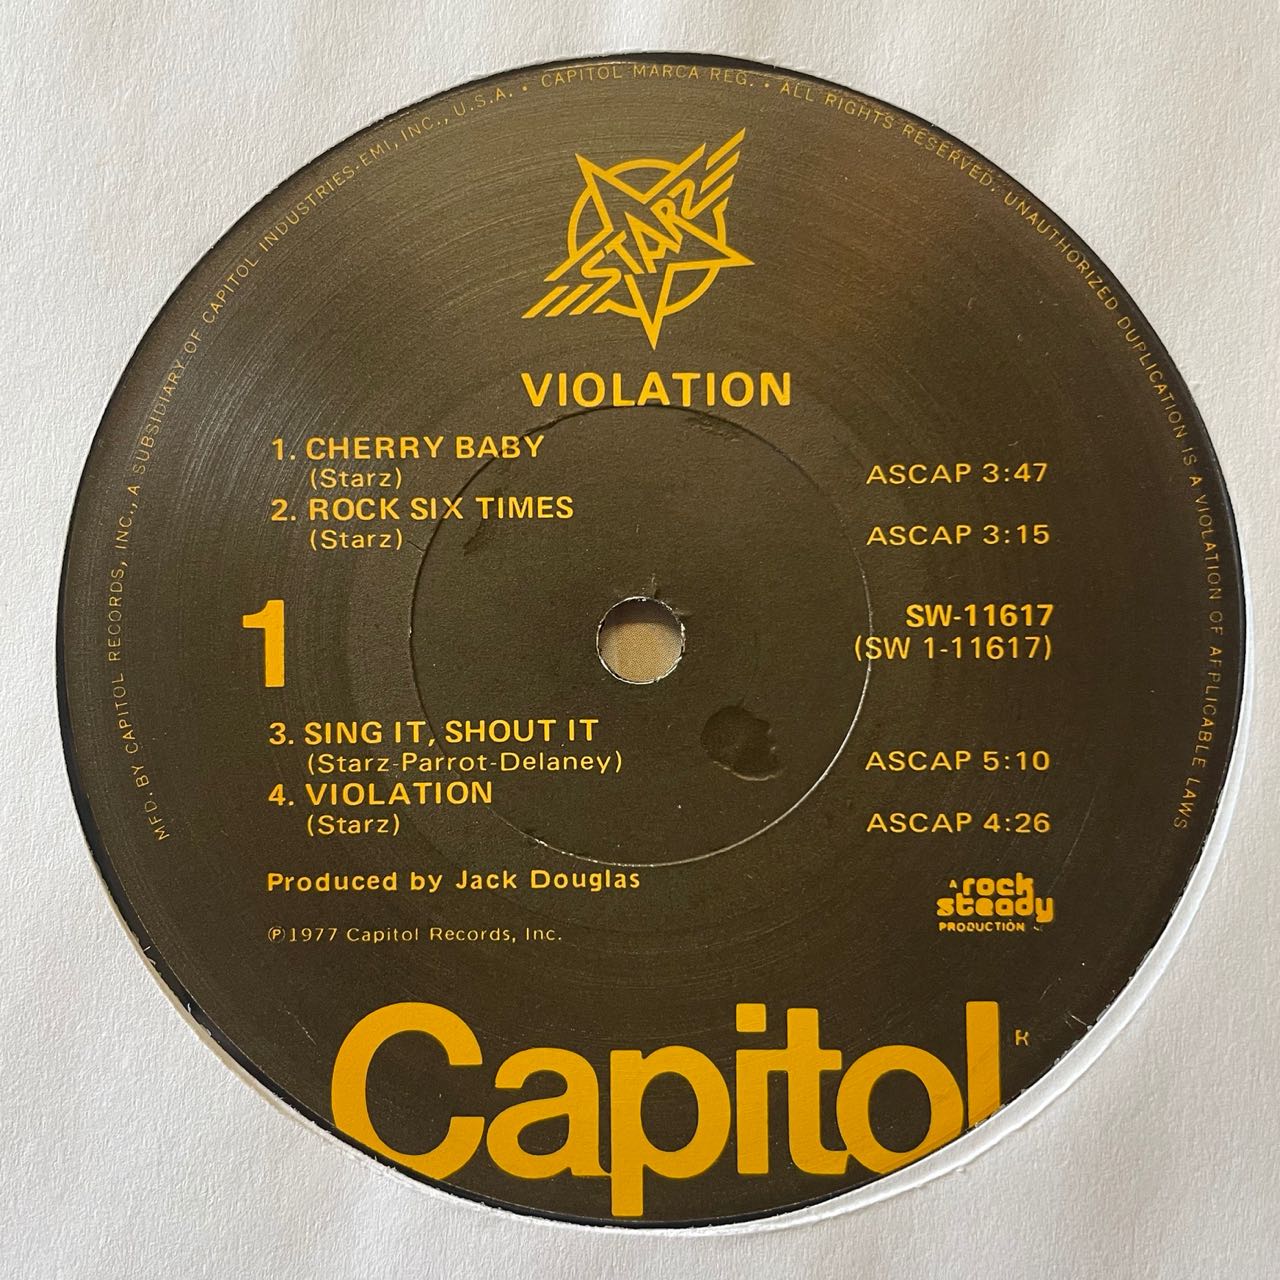 MFD. BY CAPITOL RECORDS, INC., A SUBSIDIARY OF CAPITOL INDUSTRIES-EMI, INC., U.S.A. • CAPITOL MARCA REG. • ALL RIGHTS RESERVED. UNAUTHORIZED DUPLICATION IS A VIOLATION OF APPLICABLE LAWS
STARZ
VIOLATION
1. CHERRY BABY
(Starz) ASCAP 3:47
2. ROCK SIX TIMES
(Starz) ASCAP 3:15
1
SW-11617
(SW 1-11617)
3. SING IT, SHOUT IT
(Starz-Parrot-Delaney) ASCAP 5:10
4. VIOLATION
(Starz) ASCAP 4:26
Produced by Jack Douglas
A rock
steady
PRODUCTION
℗1977 Capitol Records, Inc.
Capitol R